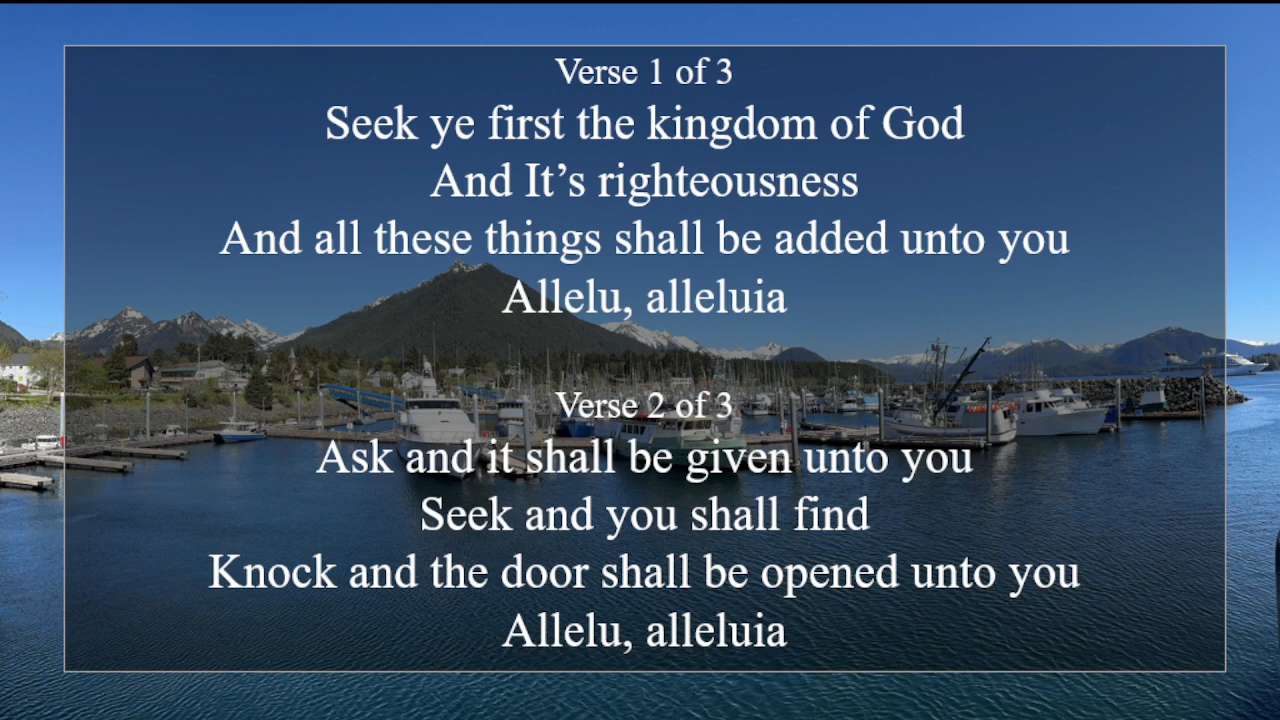 Verse 1 of 3
Seek ye first the kingdom of God
And It’s righteousness
And all these things shall be added unto you
Allelu, alleluia
Verse 2 of 3
Ask and it shall be given unto you
Seek and you shall find
Knock and the door shall be opened unto you
Allelu, alleluia